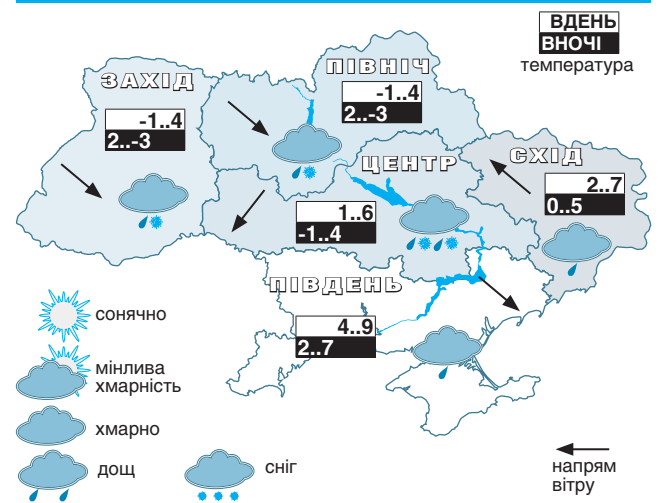 ВДЕНЬ
ВНОЧІ
температура
ПІВНІЧ
-1..4
2..-3
ЗАХІД
-1..4
2..-3
ЦЕНТР
1..6
-1..4
СХІД
2..7
0..5
ПІВДЕНЬ
4..9
2..7
сонячно
мінлива
хмарність
хмарно
дощ
сніг
напрям
вітру